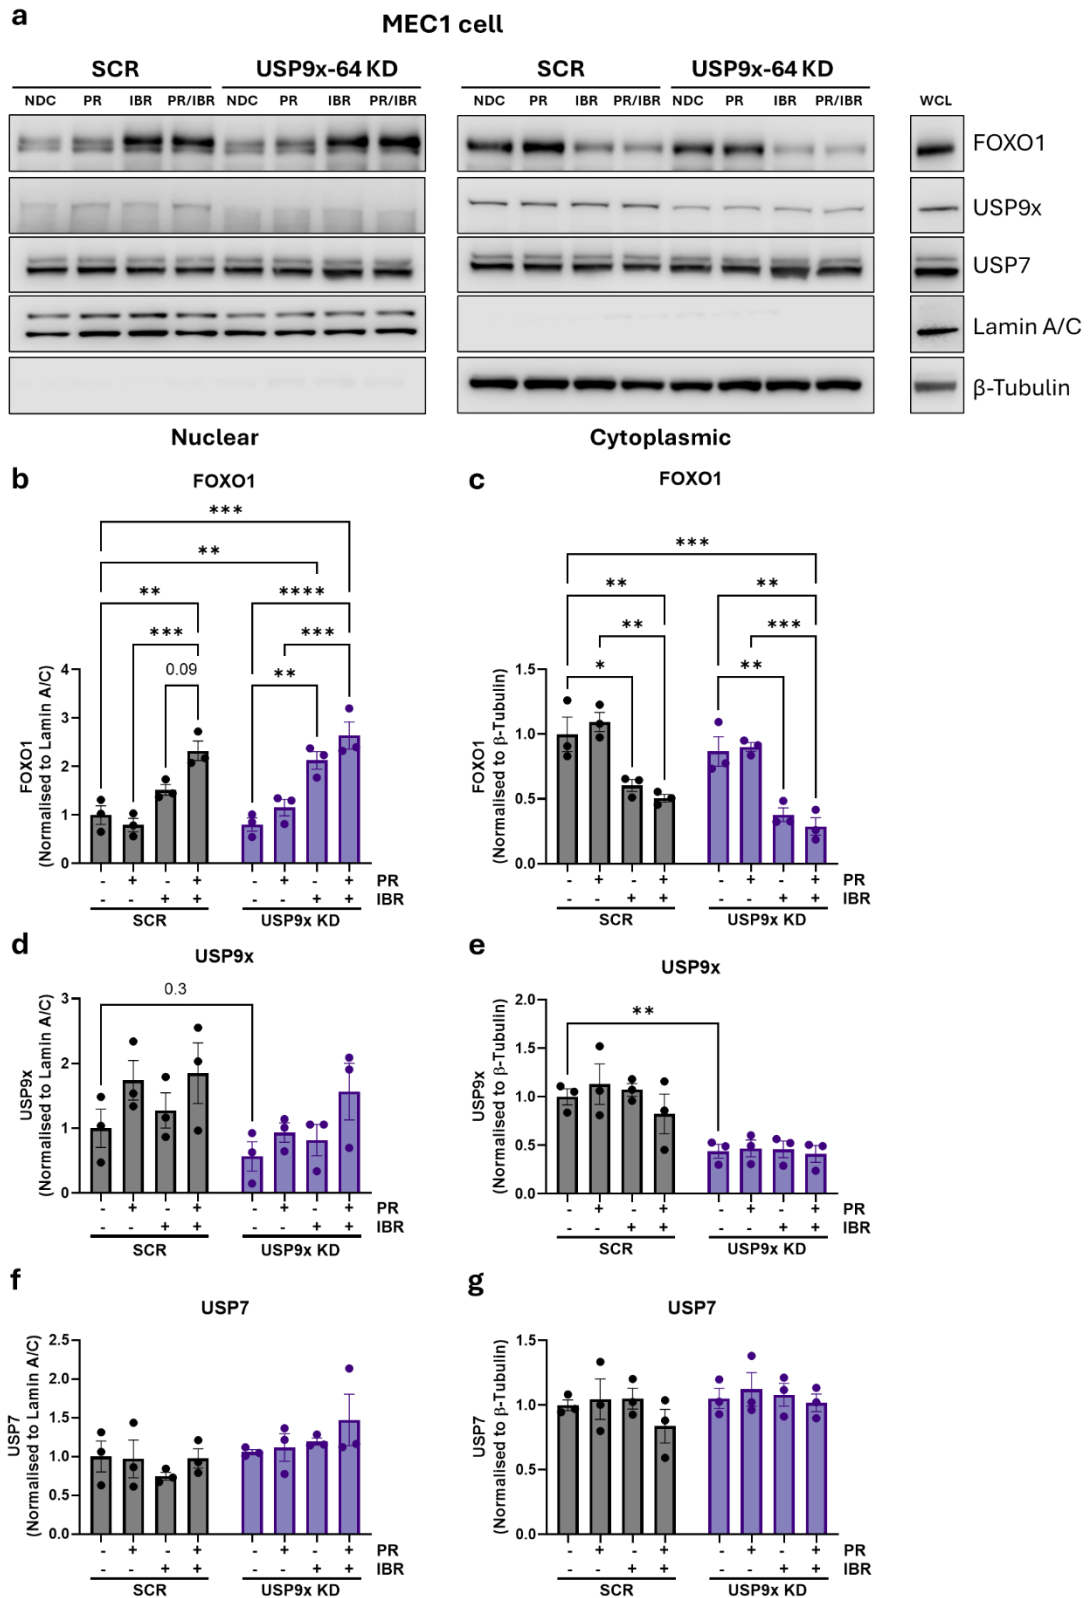 a
MEC1 cell
SCR USP9x-64 KD SCR USP9x-64 KD
NDC PR IBR PR/IBR NDC PR IBR PR/IBR NDC PR IBR PR/IBR NDC PR IBR PR/IBR WCL
FOXO1
USP9x
USP7
Lamin A/C
β-Tubulin
Nuclear Cytoplasmic
b
FOXO1
***
**
** ****
*** ***
0.09 **
FOXO1
(Normalised to Lamin A/C)
4
3
2
1
0
- + - + - + - + PR
- - + + - - + + IBR
SCR USP9x KD
c
FOXO1
***
** **
** ***
* **
FOXO1
(Normalised to β-Tubulin)
1.5
1.0
0.5
0.0
- + - + - + - + PR
- - + + - - + + IBR
SCR USP9x KD
d
USP9x
0.3
USP9x
(Normalised to Lamin A/C)
3
2
1
0
- + - + - + - + PR
- - + + - - + + IBR
SCR USP9x KD
e
USP9x
**
USP9x
(Normalised to β-Tubulin)
2.0
1.5
1.0
0.5
0.0
- + - + - + - + PR
- - + + - - + + IBR
SCR USP9x KD
f
USP7
USP7
(Normalised to Lamin A/C)
2.5
2.0
1.5
1.0
0.5
0.0
- + - + - + - + PR
- - + + - - + + IBR
SCR USP9x KD
g
USP7
USP7
(Normalised to β-Tubulin)
1.5
1.0
0.5
0.0
- + - + - + - + PR
- - + + - - + + IBR
SCR USP9x KD